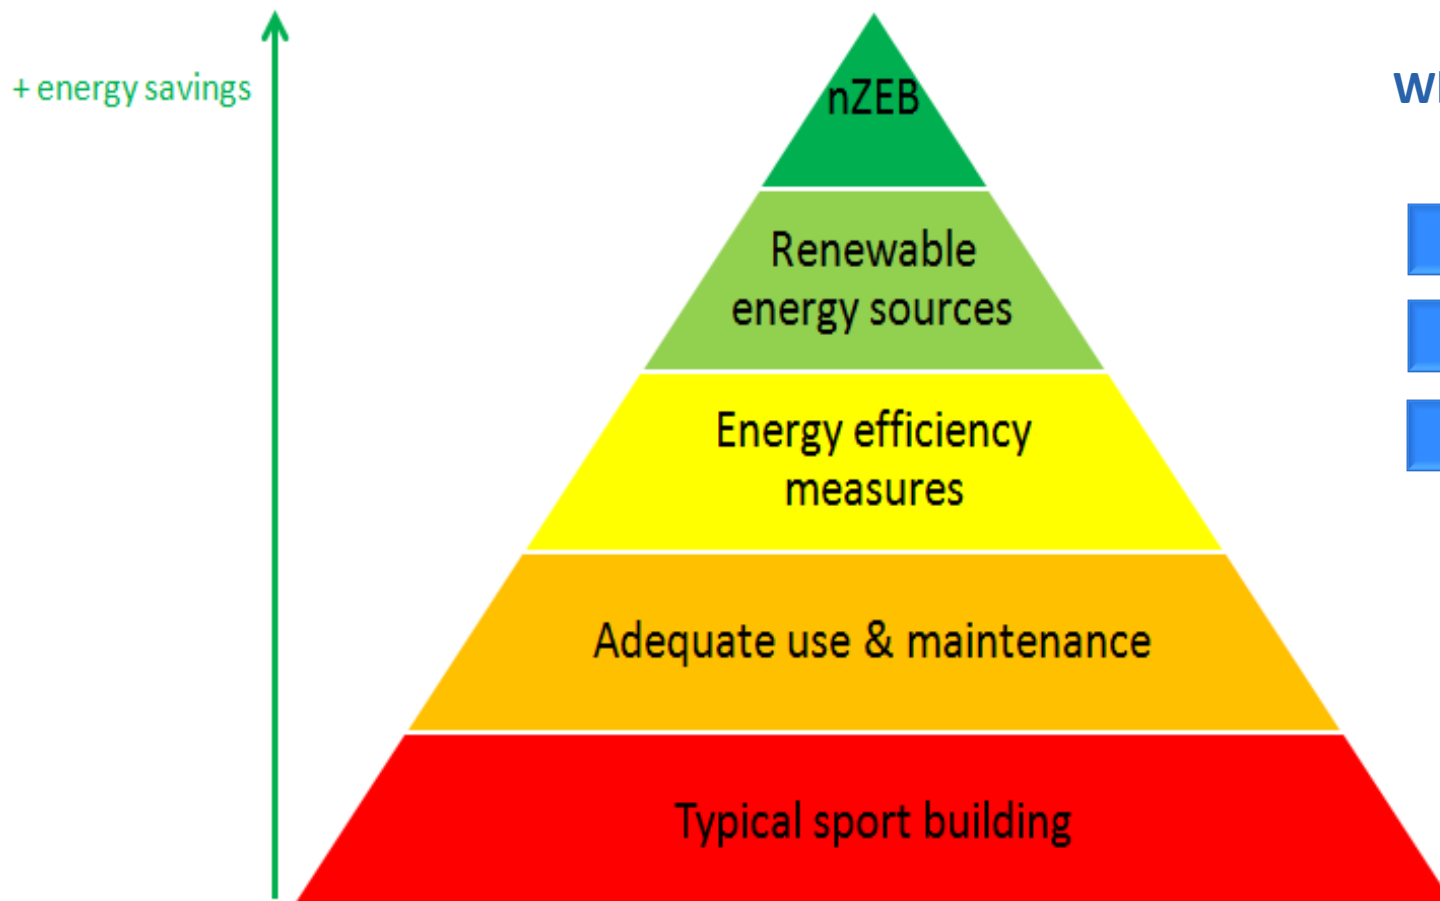 + energy savings
nZEB
Renewable
energy sources
Energy efficiency
measures
Adequate use & maintenance
Typical sport building